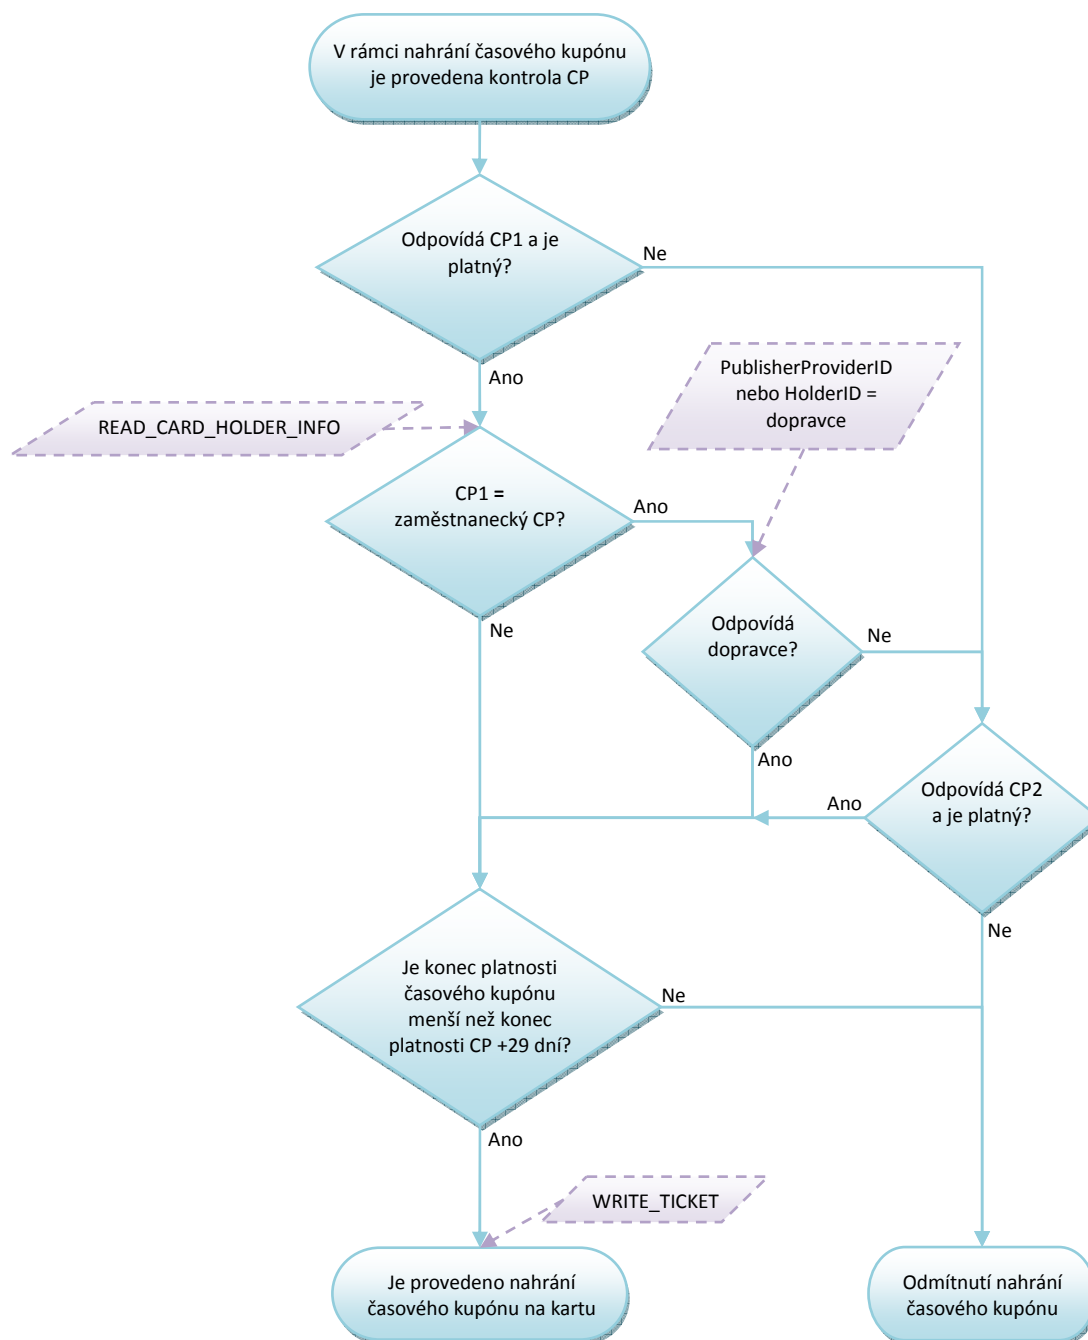 V rámci nahrání časového kupónu
je provedena kontrola CP
Odpovídá CP1 a je
platný?
Ne
Ano
PublisherProviderID
nebo HolderID =
dopravce
READ_CARD_HOLDER_INFO
CP1 =
zaměstnanecký CP?
Ano
Ne
Odpovídá
dopravce?
Ne
Ano
Odpovídá CP2
a je platný?
Ano
Ne
Je konec platnosti
časového kupónu
menší než konec
platnosti CP +29 dní?
Ne
Ano
WRITE_TICKET
Je provedeno nahrání
časového kupónu na kartu
Odmítnutí nahrání
časového kupónu